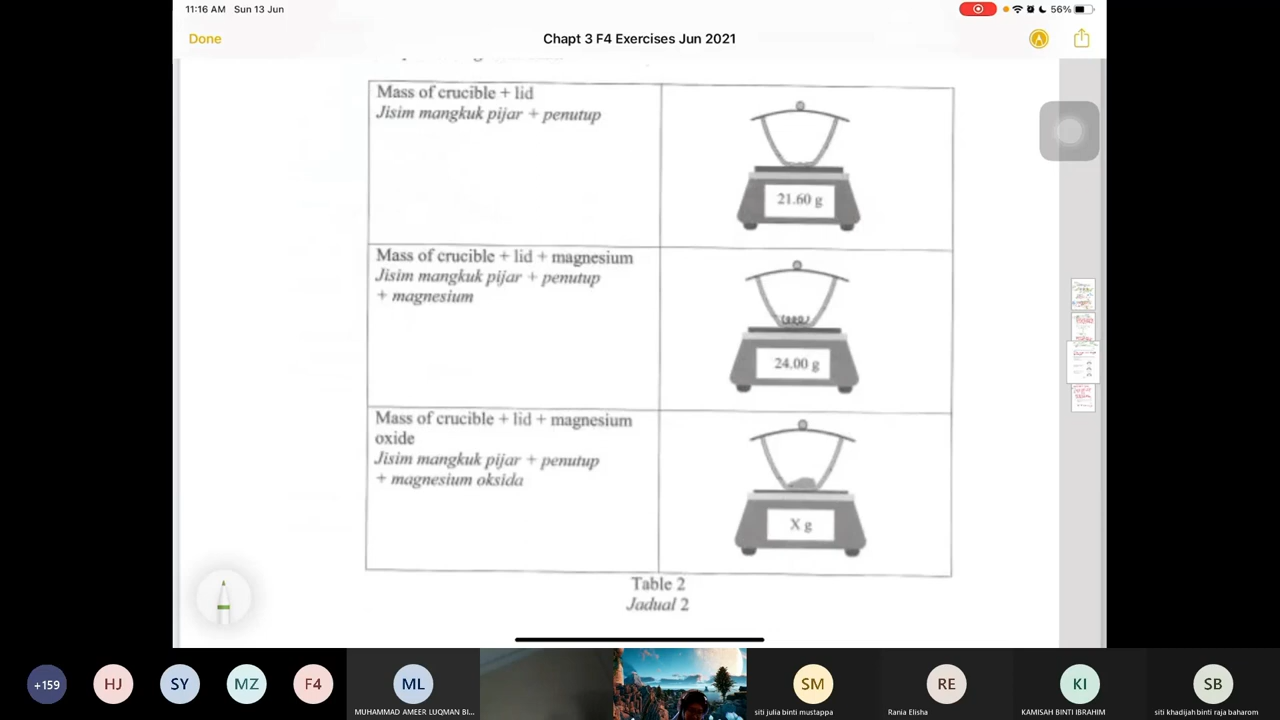 11:16 AM Sun 13 Jun
56%
Done
Chapt 3 F4 Exercises Jun 2021
Mass of crucible + lid
Jisim mangkuk pijar + penutup
21.60 g
Mass of crucible + lid + magnesium
Jisim mangkuk pijar + penutup
+ magnesium
24.00 g
Mass of crucible + lid + magnesium
oxide
Jisim mangkuk pijar + penutup
+ magnesium oksida
X g
Table 2
Jadual 2
+159
HJ
SY
MZ
F4
ML
SM
RE
KI
SB
MUHAMMAD AMEER LUQMAN BI...
siti julia binti mustappa
Rania Elisha
KAMISAH BINTI IBRAHIM
siti khadijah binti raja baharom